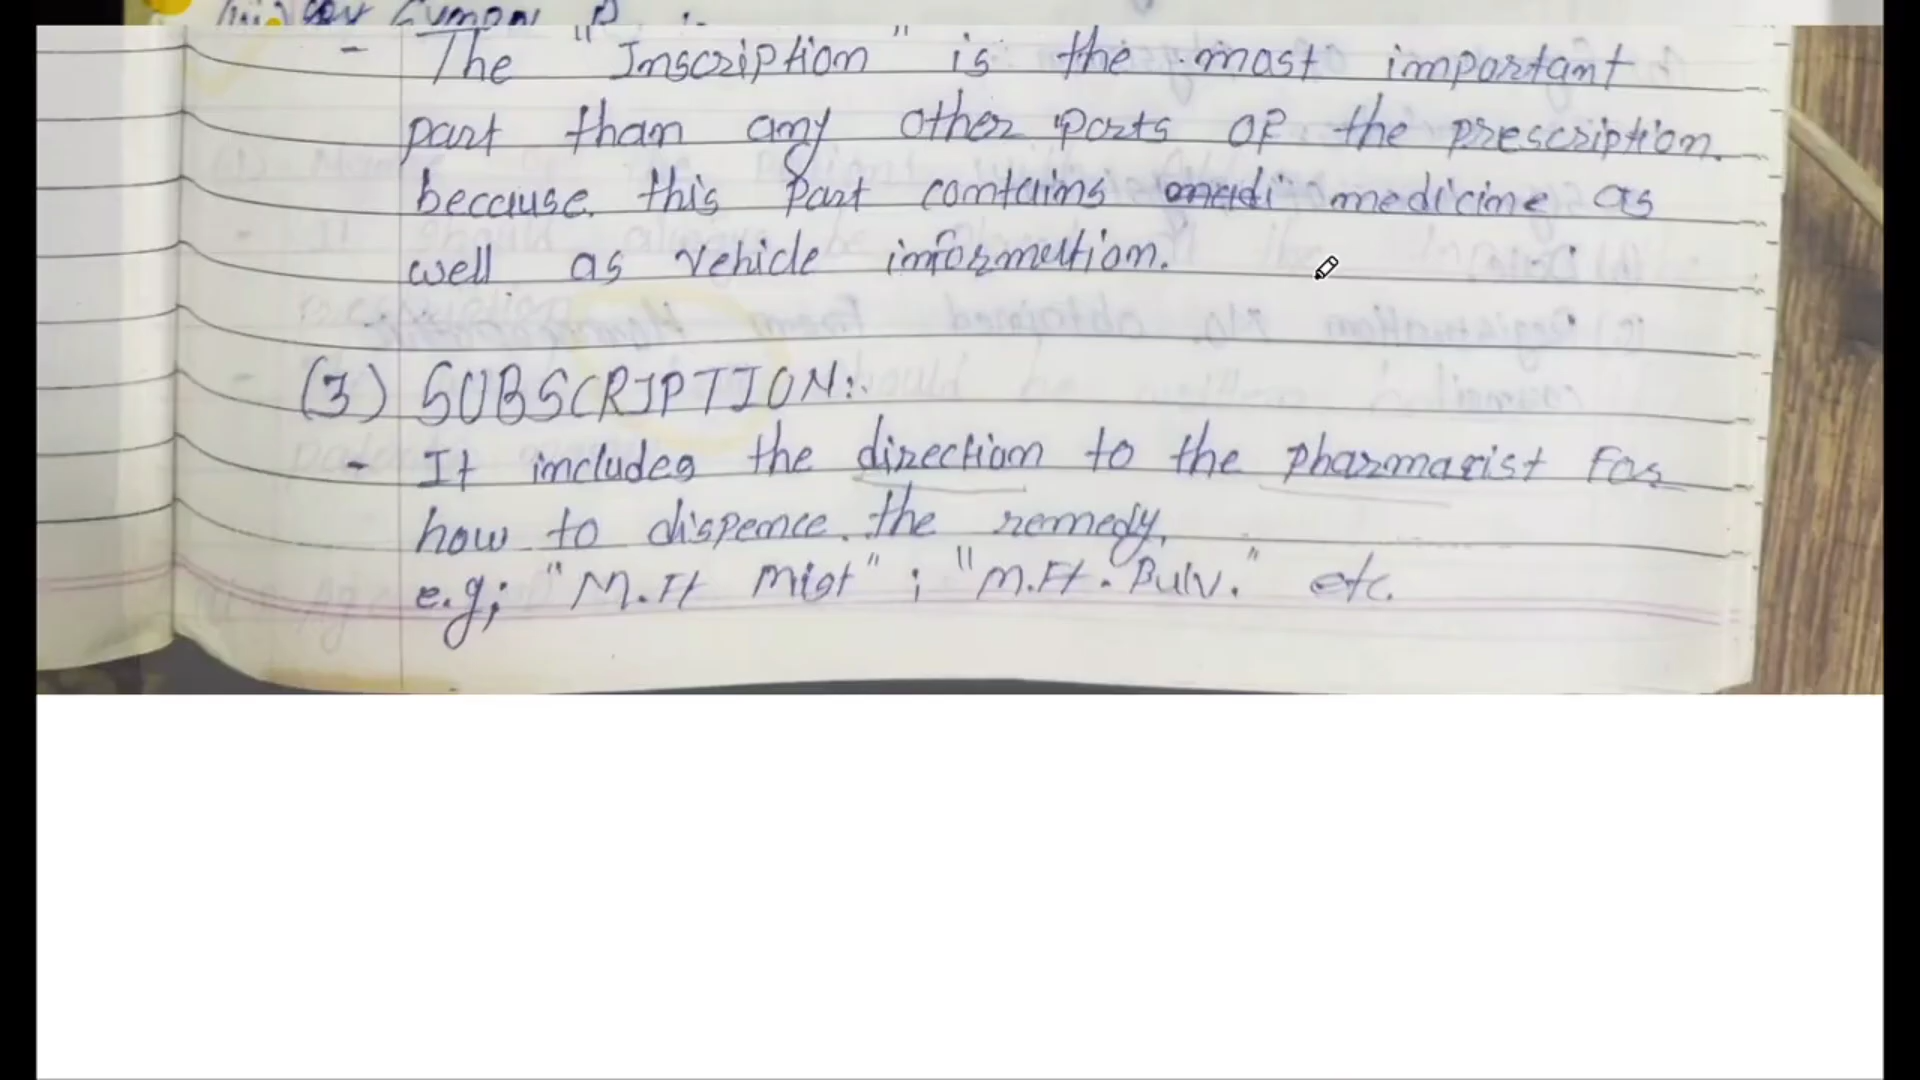 - The "Inscription" is the most important
part than any other parts of the prescription.
because this part contains medicine as
well as vehicle information.
(3) SUBSCRIPTION:-
- It includes the direction to the pharmacist for
how to dispence the remedy.
e.g; "M.Ft Mist" ; "M.Ft. Pulv." etc.